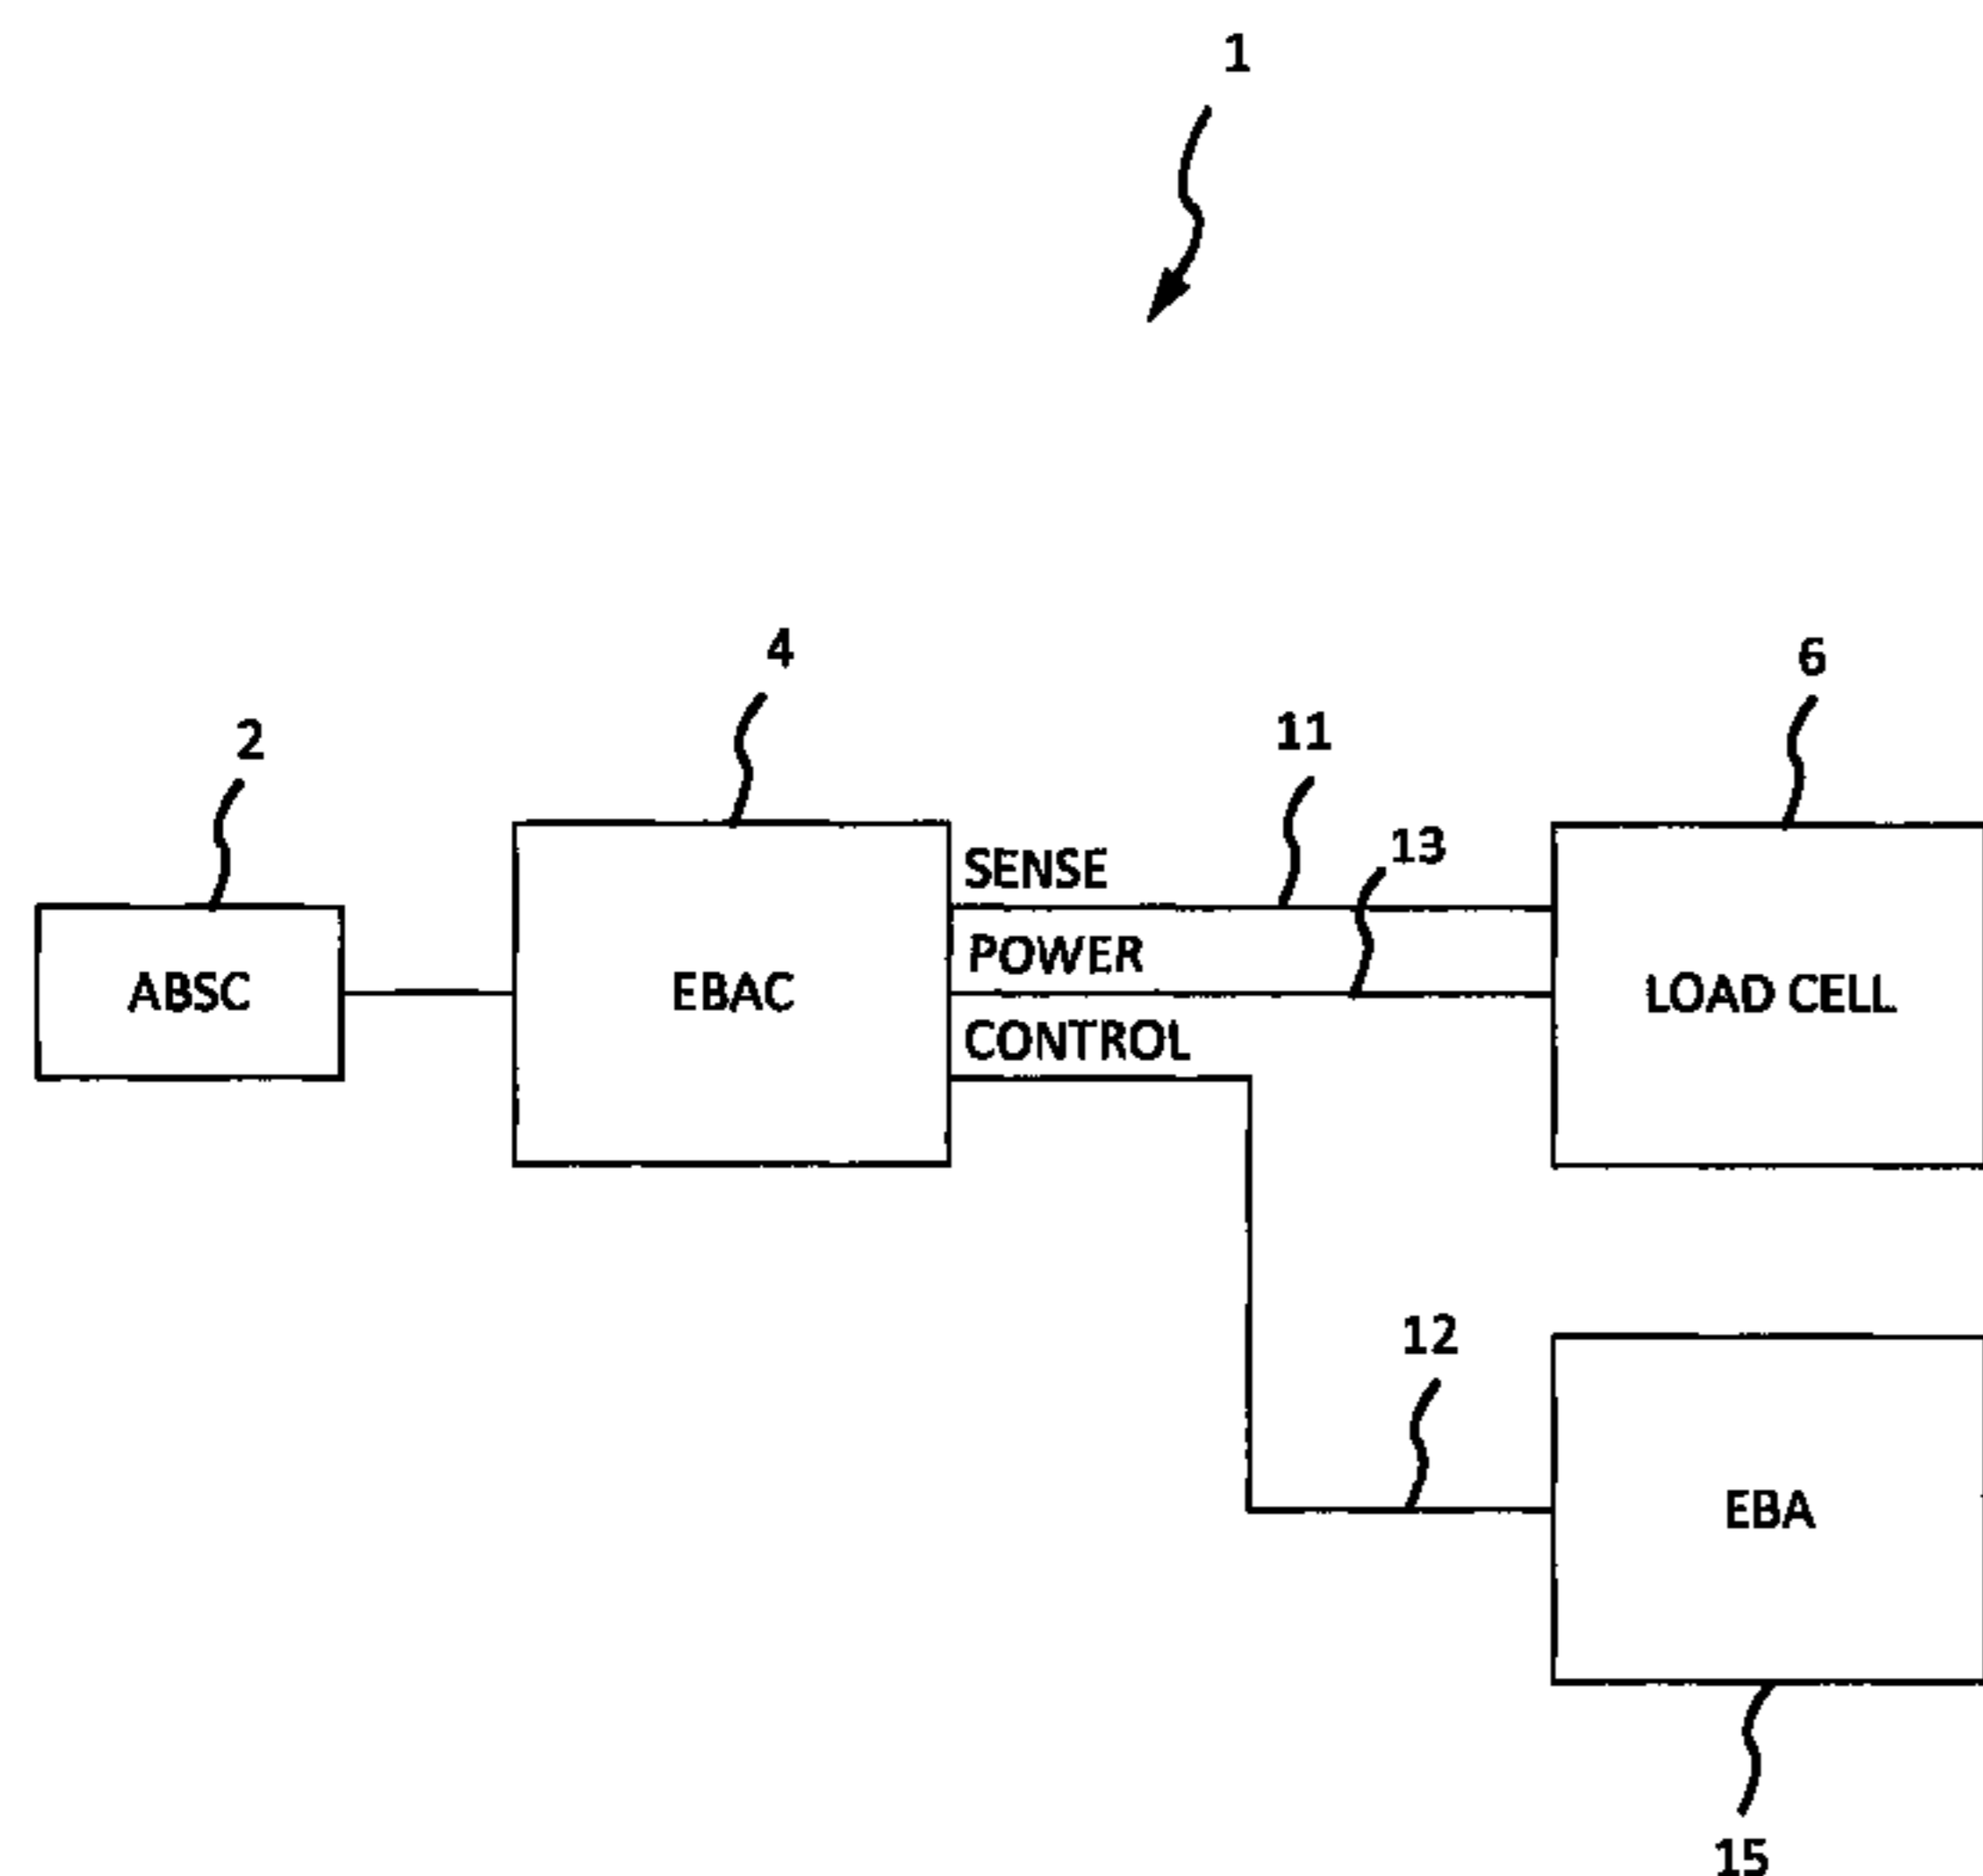 1
4
6
2
11
13
SENSE
POWER
ABSC
EBAC
LOAD CELL
CONTROL
12
EBA
15